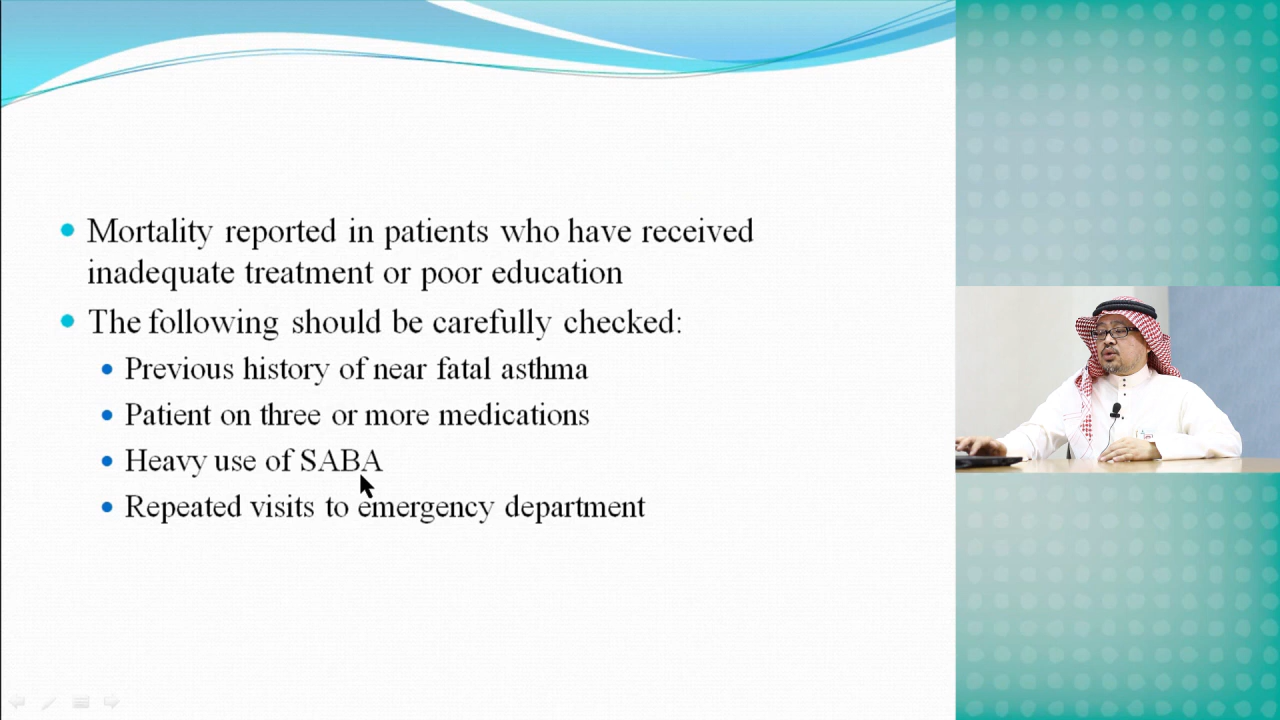 Mortality reported in patients who have received
inadequate treatment or poor education
The following should be carefully checked:
Previous history of near fatal asthma
Patient on three or more medications
Heavy use of SABA
Repeated visits to emergency department